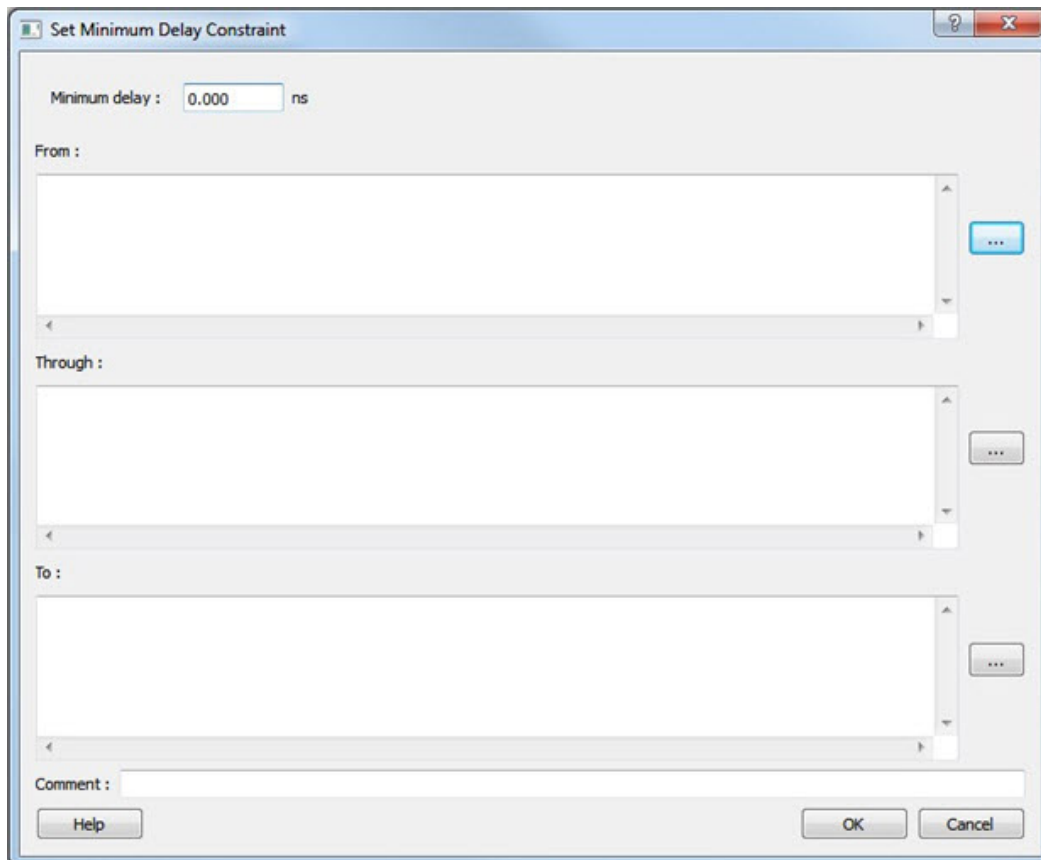 Set Minimum Delay Constraint
Minimum delay : 0.000 ns
From :
...
Through :
...
To :
...
Comment :
Help OK Cancel